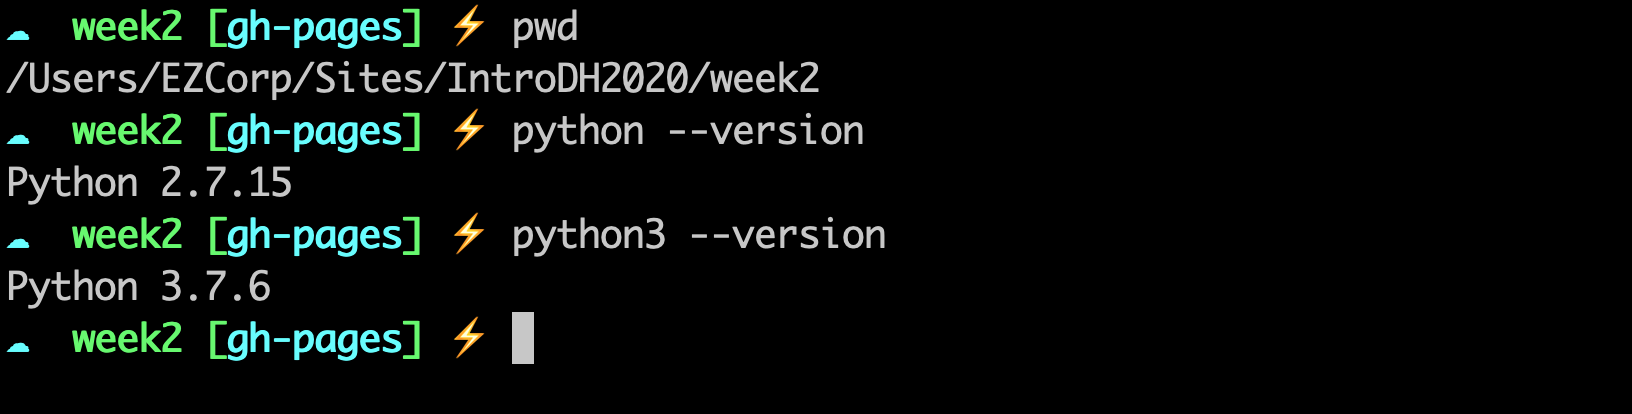 ☁ week2 [gh-pages] ⚡ pwd
/Users/EZCorp/Sites/IntroDH2020/week2
☁ week2 [gh-pages] ⚡ python --version
Python 2.7.15
☁ week2 [gh-pages] ⚡ python3 --version
Python 3.7.6
☁ week2 [gh-pages] ⚡